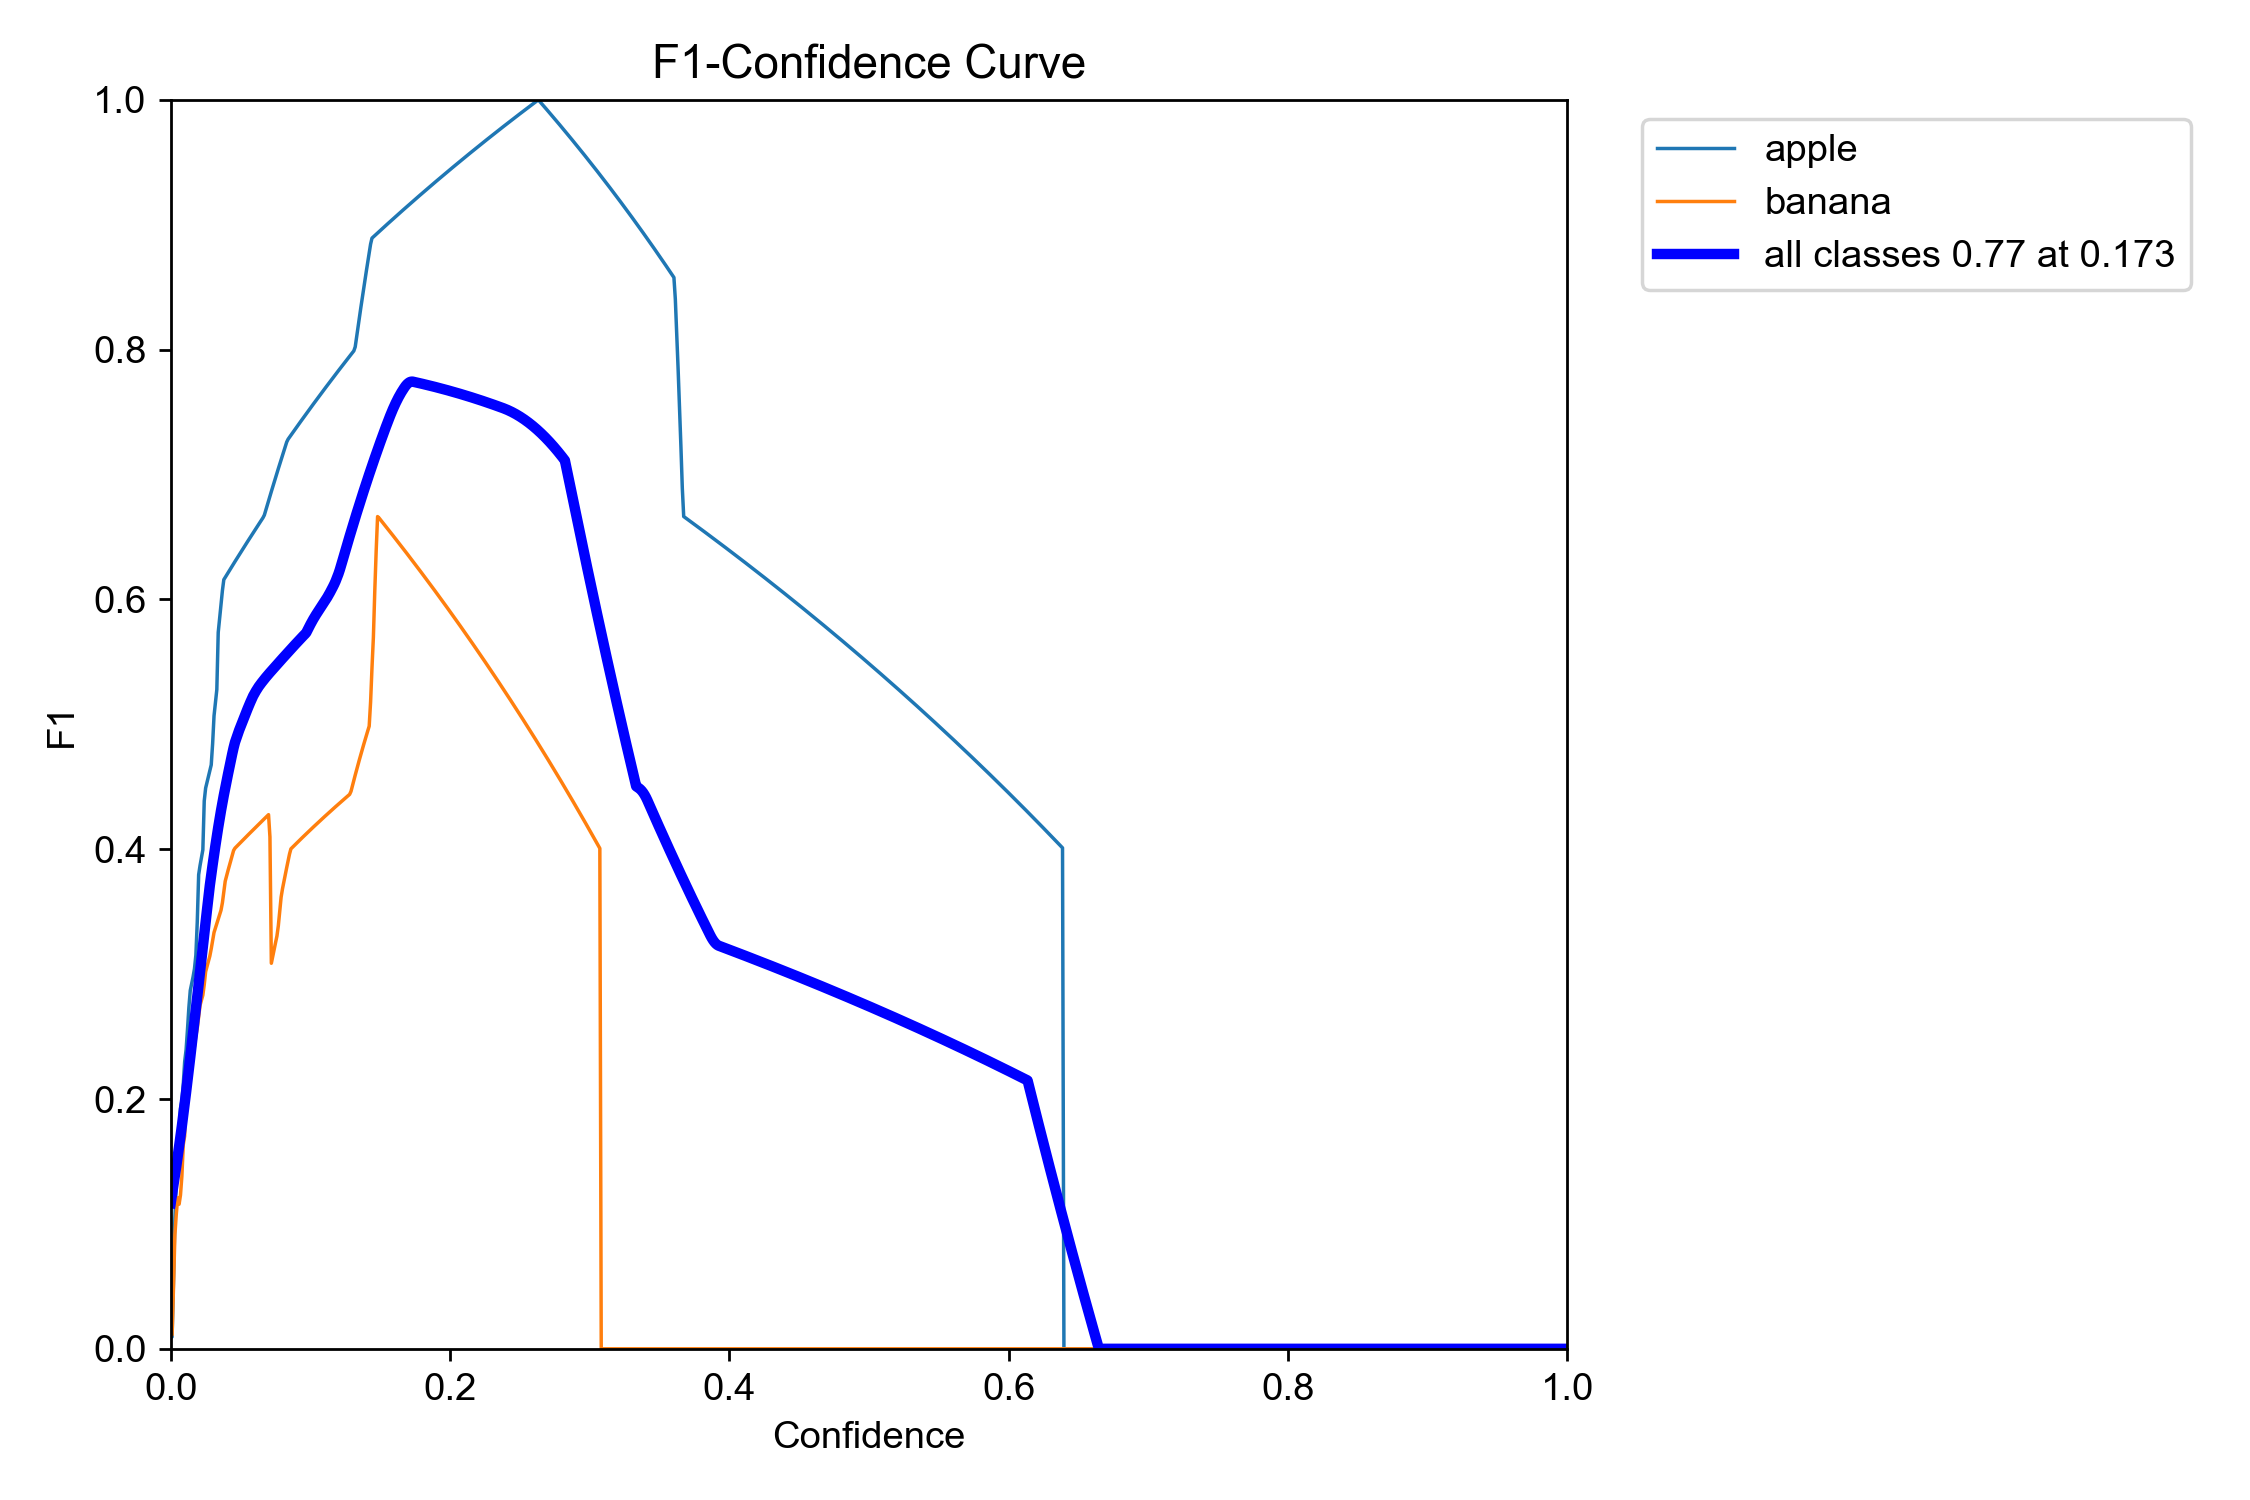 F1-Confidence Curve
1.0
0.8
0.6
0.4
0.2
0.0
F1
0.0 0.2 0.4 0.6 0.8 1.0
Confidence
apple
banana
all classes 0.77 at 0.173